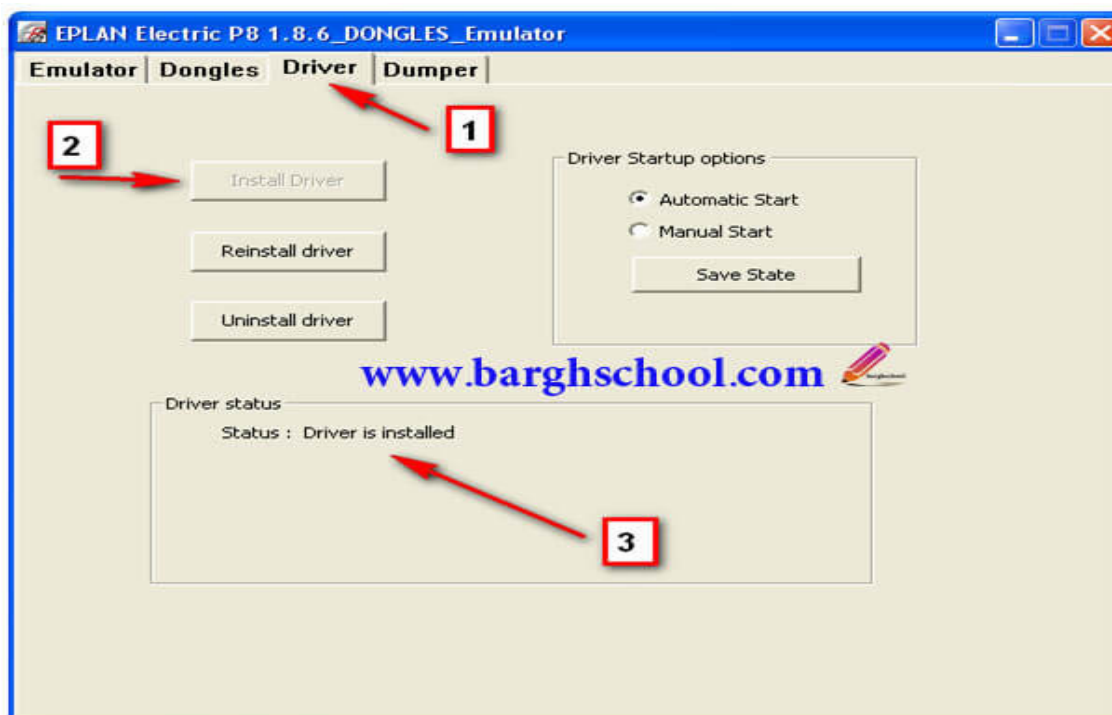 EPLAN Electric P8 1.8.6_DONGLES_Emulator
Emulator Dongles Driver Dumper
1
2
Install Driver
Reinstall driver
Uninstall driver
Driver Startup options
Automatic Start
Manual Start
Save State
www.barghschool.com
barghschool
Driver status
Status : Driver is installed
3